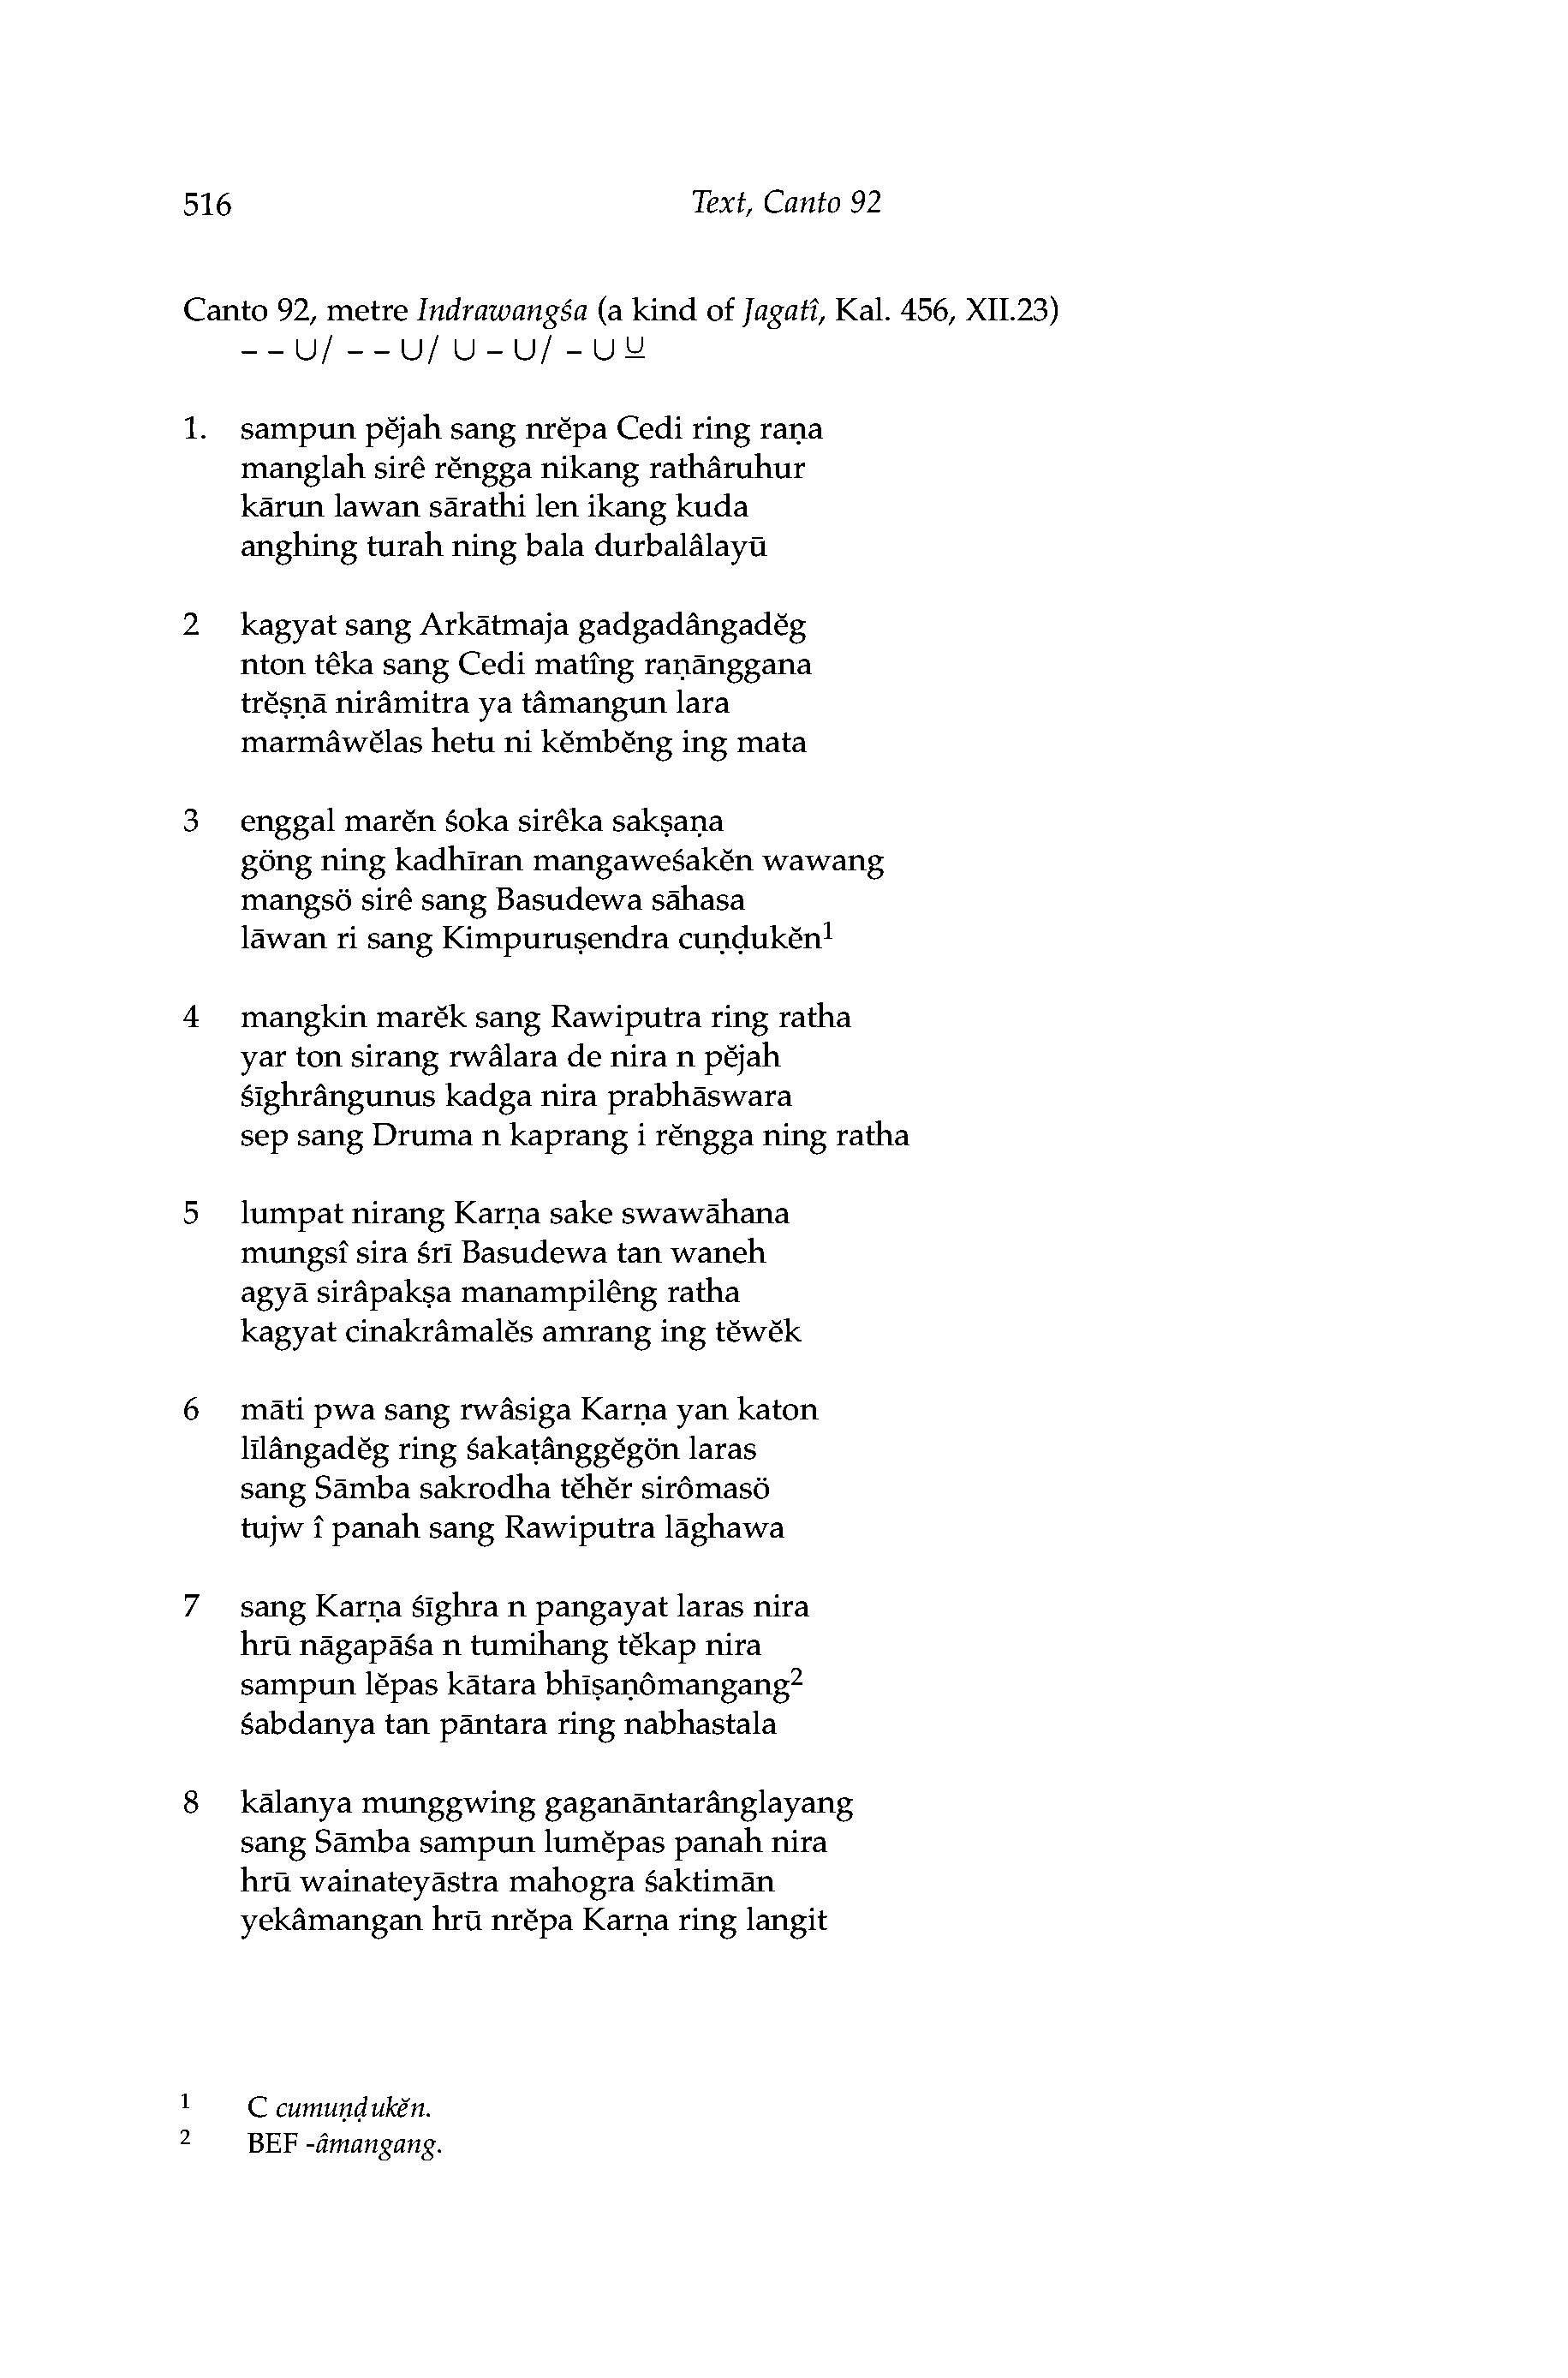 516 Text, Canto 92
Canto 92, metre Indrawangśa (a kind of Jagatî, Kal. 456, XII.23)
– – ∪/ – – ∪/ ∪ – ∪/ – ∪ ⊻
1. sampun pĕjah sang nrĕpa Cedi ring raṇa
manglah sirê rĕngga nikang rathâruhur
kārun lawan sārathi len ikang kuda
anghing turah ning bala durbalâlayū
2 kagyat sang Arkātmaja gadgadângadĕg
nton têka sang Cedi matîng raṇānggana
trĕṣṇā nirâmitra ya tâmangun lara
marmâwĕlas hetu ni kĕmbĕng ing mata
3 enggal marĕn śoka sirêka sakṣaṇa
göng ning kadhīran mangaweśakĕn wawang
mangsö sirê sang Basudewa sāhasa
lāwan ri sang Kimpuruṣendra cuṇḍukĕn¹
4 mangkin marĕk sang Rawiputra ring ratha
yar ton sirang rwâlara de nira n pĕjah
śīghrângunus kadga nira prabhāswara
sep sang Druma n kaprang i rĕngga ning ratha
5 lumpat nirang Karṇa sake swawāhana
mungsî sira śrī Basudewa tan waneh
agyā sirâpakṣa manampilêng ratha
kagyat cinakrâmalĕs amrang ing tĕwĕk
6 māti pwa sang rwâsiga Karṇa yan katon
līlângadĕg ring śakaṭânggĕgön laras
sang Sāmba sakrodha tĕhĕr sirômasö
tujw î panah sang Rawiputra lāghawa
7 sang Karṇa śīghra n pangayat laras nira
hrū nāgapāśa n tumihang tĕkap nira
sampun lĕpas kātara bhīṣaṇômangang²
śabdanya tan pāntara ring nabhastala
8 kālanya munggwing gaganāntarânglayang
sang Sāmba sampun lumĕpas panah nira
hrū wainateyāstra mahogra śaktimān
yekâmangan hrū nrĕpa Karṇa ring langit
1 C cumuṇḍukĕn.
2 BEF -âmangang.